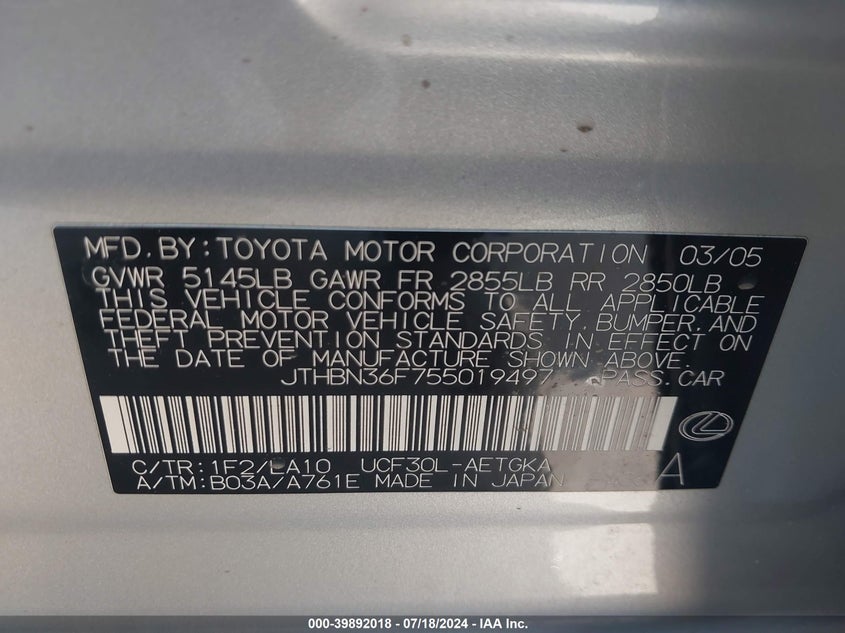 MFD. BY: TOYOTA MOTOR CORPORATION 03/05
GVWR 5145LB GAWR FR 2855LB RR 2850LB
THIS VEHICLE CONFORMS TO ALL APPLICABLE
FEDERAL MOTOR VEHICLE SAFETY, BUMPER, AND
THEFT PREVENTION STANDARDS IN EFFECT ON
THE DATE OF MANUFACTURE SHOWN ABOVE.
JTHBN36F755019497 PASS. CAR
C/TR: 1F2/LA10 UCF30L-AETGKA
A/TM: B03A/A761E MADE IN JAPAN A
000-39892018 - 07/18/2024 - IAA Inc.